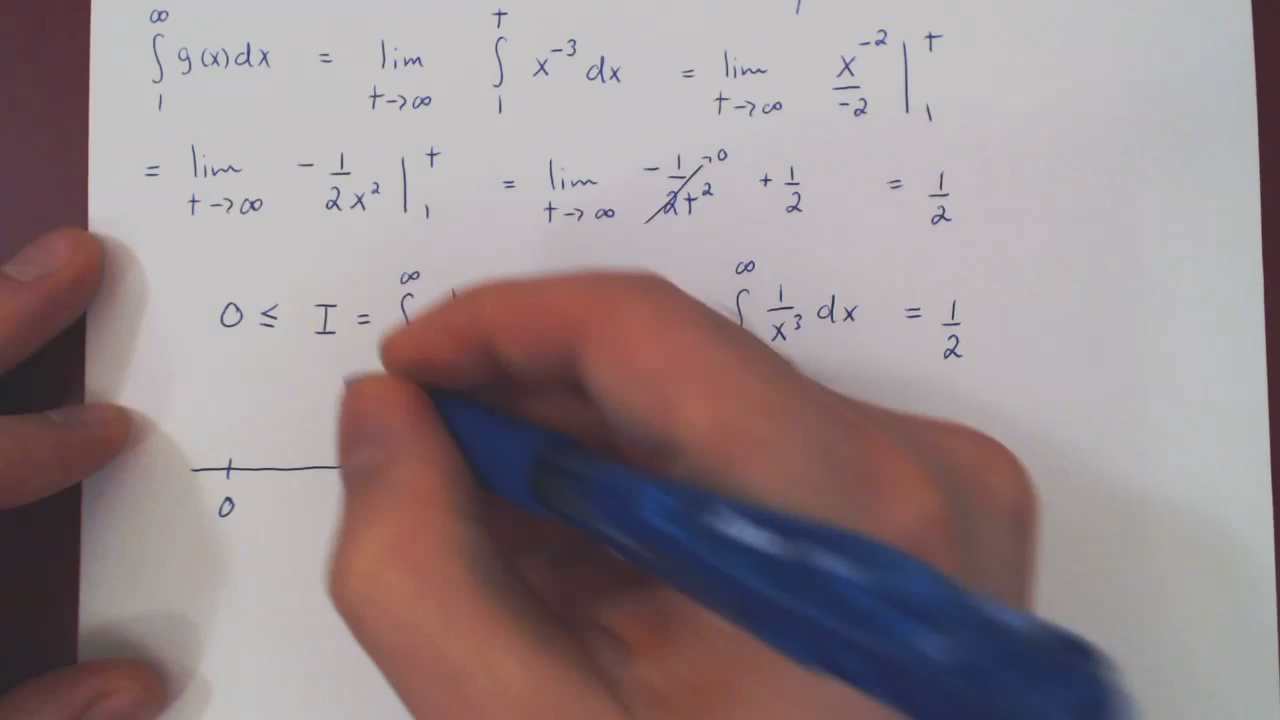 ∫₁^∞ g(x)dx = lim_{t→∞} ∫₁^t x⁻³ dx = lim_{t→∞} x⁻²/-2 |₁^t
= lim_{t→∞} - 1/2x² |₁^t = lim_{t→∞} - 1/2t² →0 + 1/2 = 1/2
0 ≤ I = ∫^∞ ∫^∞ 1/x³ dx = 1/2
0